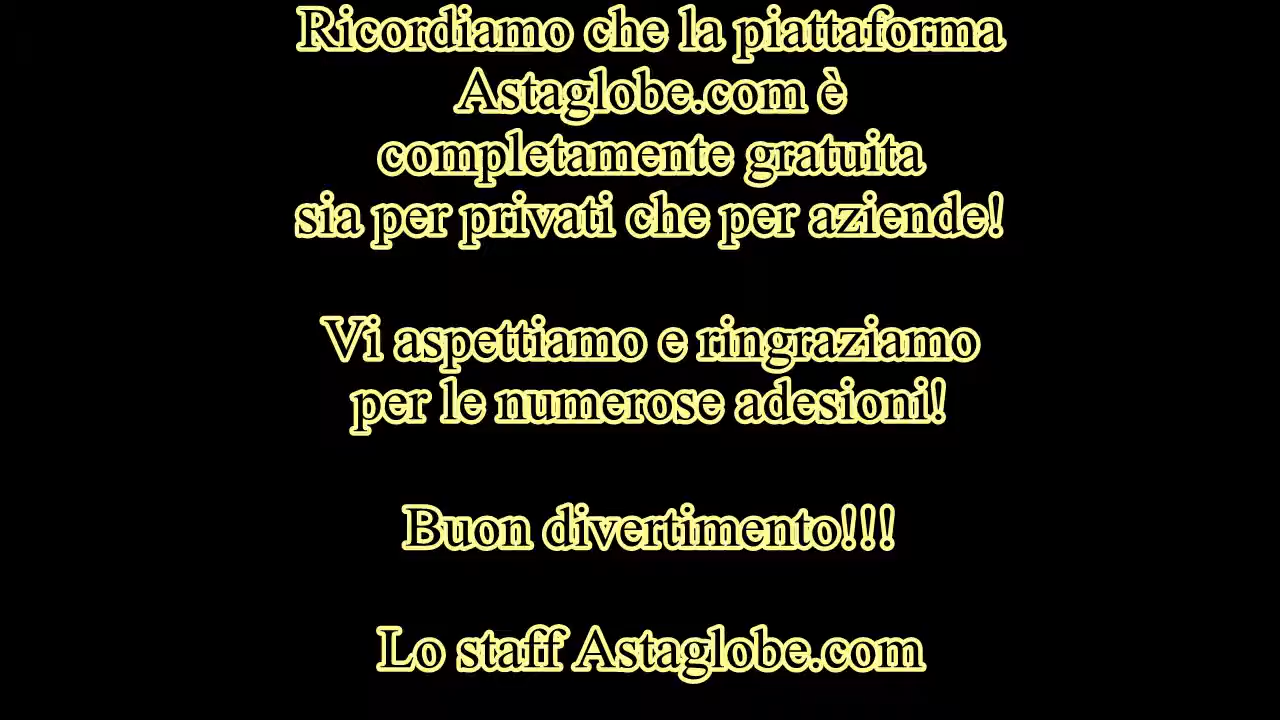 Ricordiamo che la piattaforma
Astaglobe.com è
completamente gratuita
sia per privati che per aziende!
Vi aspettiamo e ringraziamo
per le numerose adesioni!
Buon divertimento!!!
Lo staff Astaglobe.com